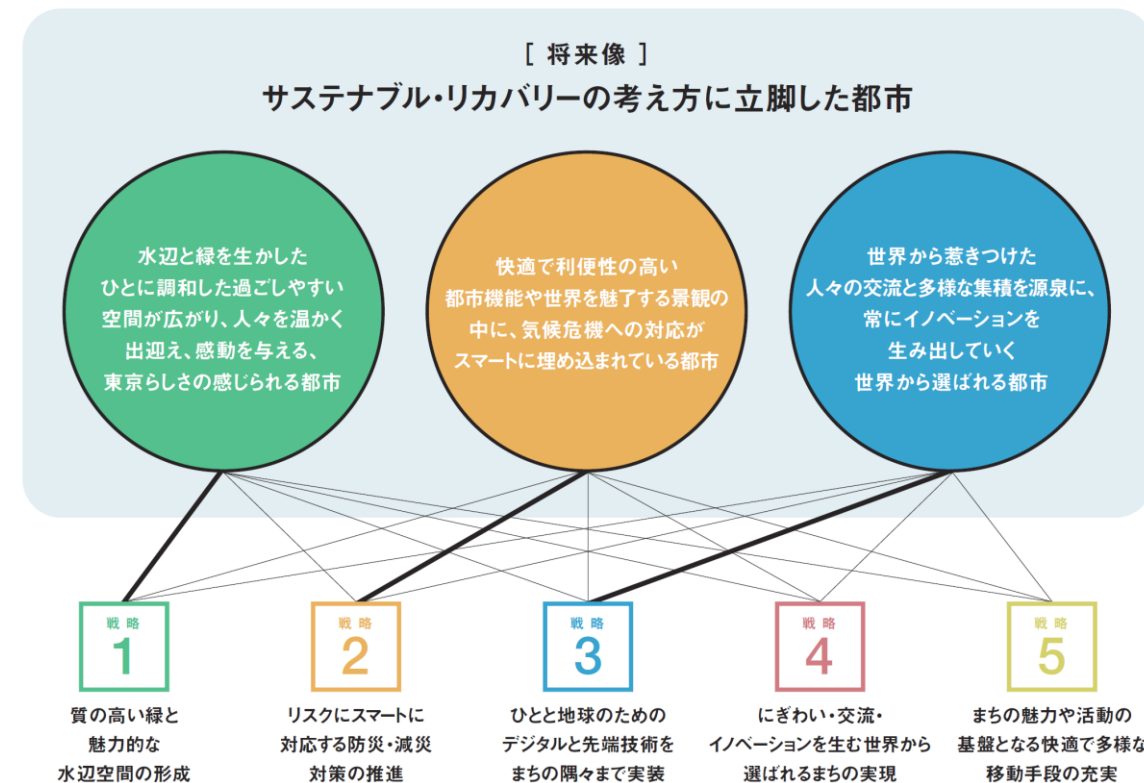 [ 将来像 ]
サステナブル・リカバリーの考え方に立脚した都市
水辺と緑を生かした
ひとに調和した過ごしやすい
空間が広がり、人々を温かく
出迎え、感動を与える、
東京らしさの感じられる都市
快適で利便性の高い
都市機能や世界を魅了する景観の
中に、気候危機への対応が
スマートに埋め込まれている都市
世界から惹きつけた
人々の交流と多様な集積を源泉に、
常にイノベーションを
生み出していく
世界から選ばれる都市
戦略
1
質の高い緑と
魅力的な
水辺空間の形成
戦略
2
リスクにスマートに
対応する防災・減災
対策の推進
戦略
3
ひとと地球のための
デジタルと先端技術を
まちの隅々まで実装
戦略
4
にぎわい・交流・
イノベーションを生む世界から
選ばれるまちの実現
戦略
5
まちの魅力や活動の
基盤となる快適で多様な
移動手段の充実